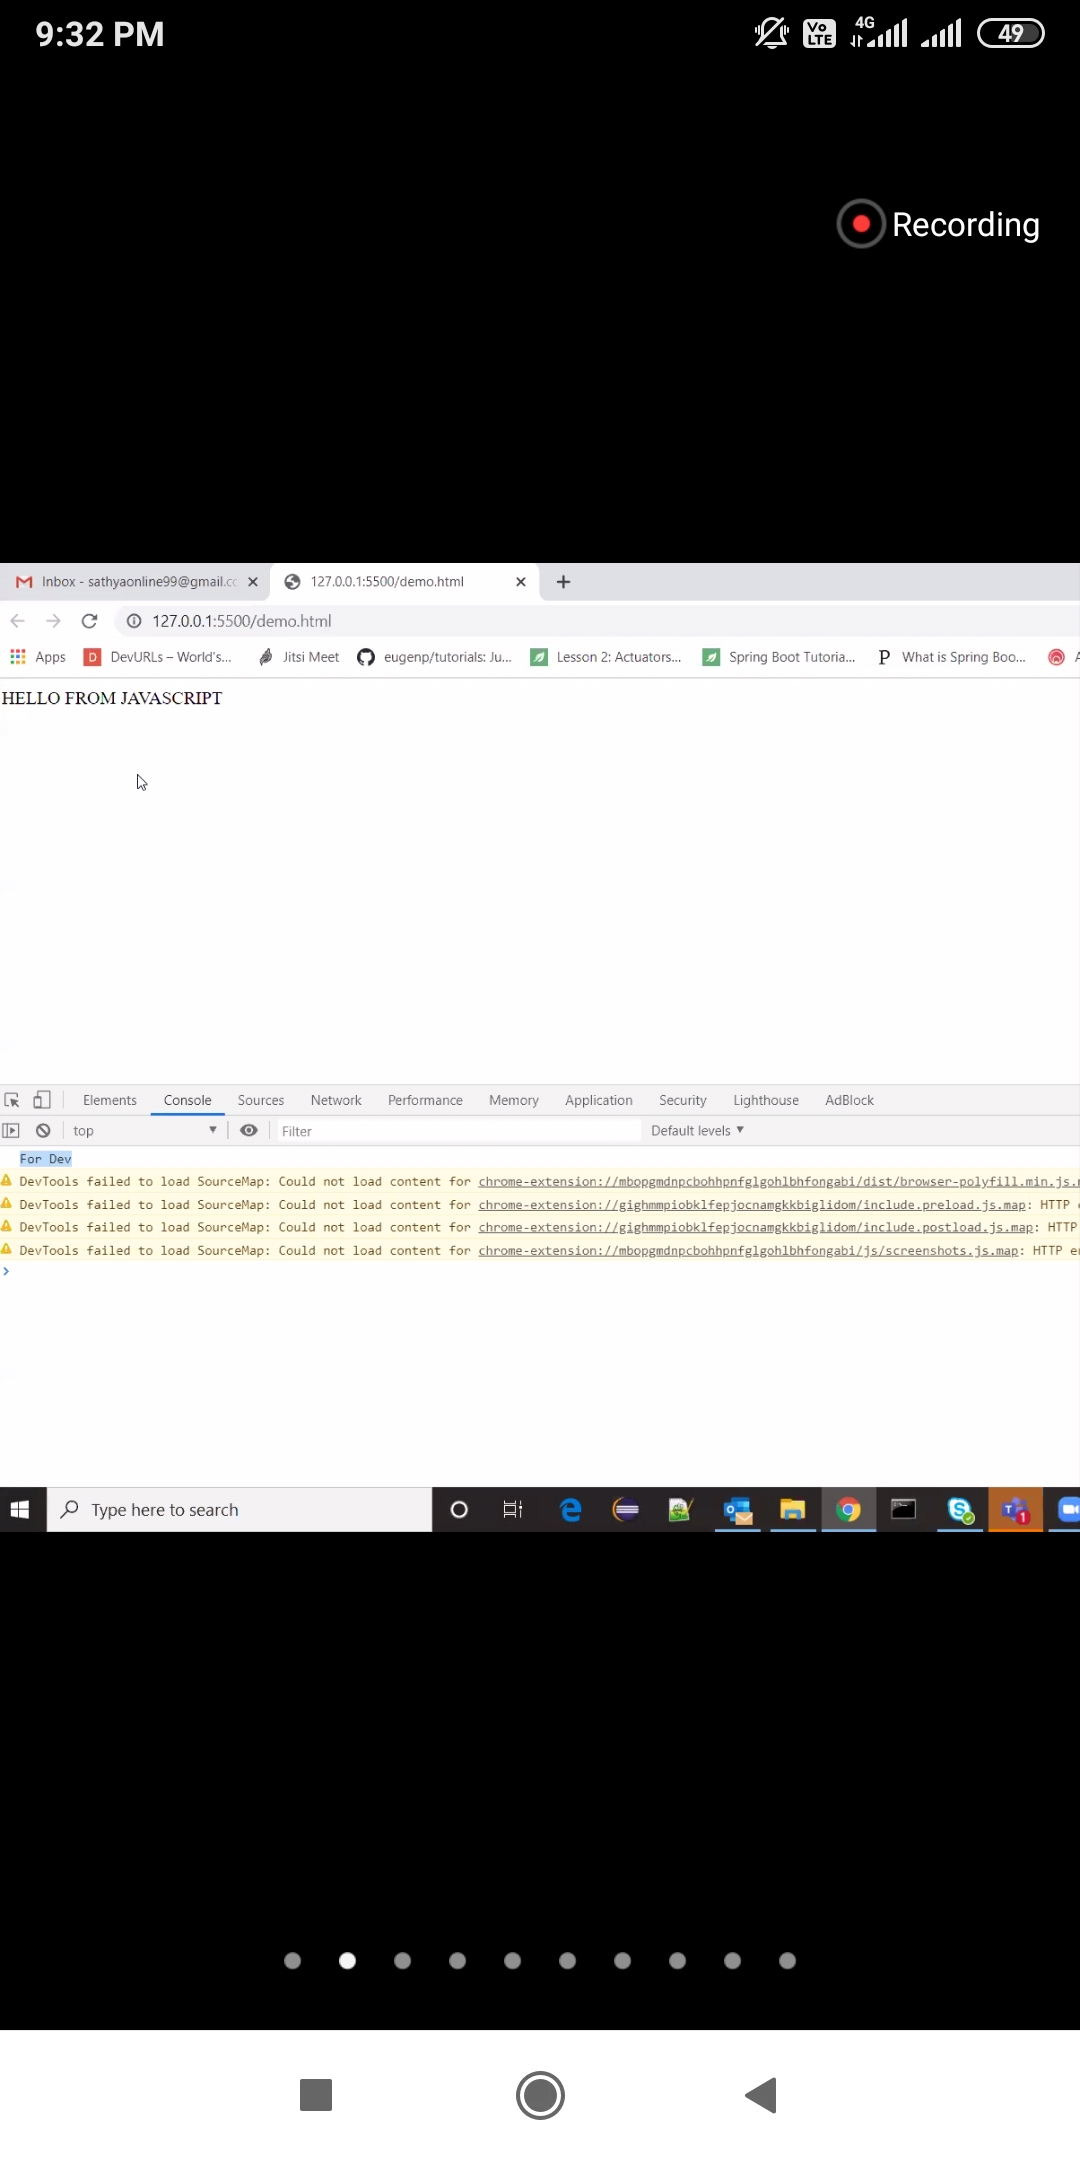 9:32 PM
Vo LTE 4G 49
Recording
Inbox - sathyaonline99@gmail.cc 127.0.0.1:5500/demo.html
127.0.0.1:5500/demo.html
Apps D DevURLs – World's... Jitsi Meet eugenp/tutorials: Ju... Lesson 2: Actuators... Spring Boot Tutoria... P What is Spring Boo... A
HELLO FROM JAVASCRIPT
Elements Console Sources Network Performance Memory Application Security Lighthouse AdBlock
top Filter Default levels
For Dev
DevTools failed to load SourceMap: Could not load content for chrome-extension://mbopgmdnpcbohhpnfglgohlbhfongabi/dist/browser-polyfill.min.js.
DevTools failed to load SourceMap: Could not load content for chrome-extension://gighmmpiobklfepjocnamgkkbiglidom/include.preload.js.map: HTTP
DevTools failed to load SourceMap: Could not load content for chrome-extension://gighmmpiobklfepjocnamgkkbiglidom/include.postload.js.map: HTTP
DevTools failed to load SourceMap: Could not load content for chrome-extension://mbopgmdnpcbohhpnfglgohlbhfongabi/js/screenshots.js.map: HTTP
Type here to search